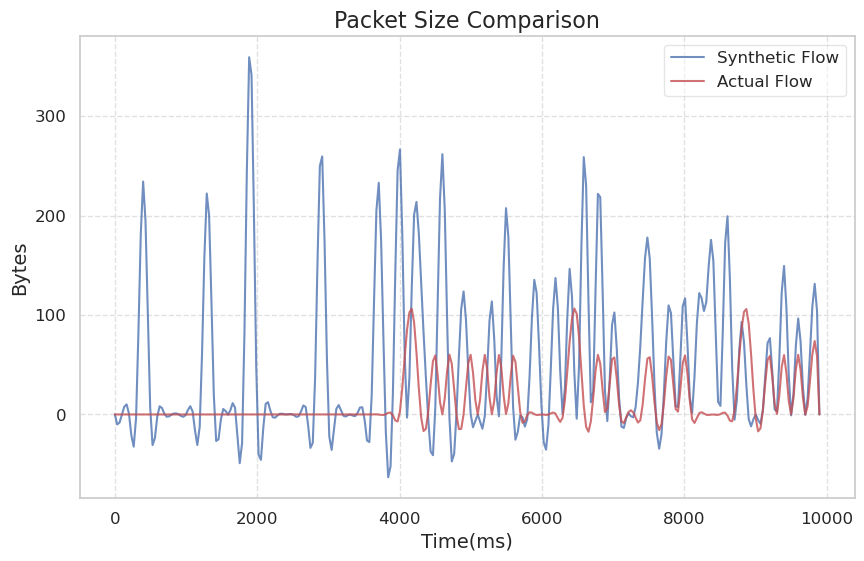 Packet Size Comparison
Synthetic Flow
Actual Flow
300
200
100
0
Bytes
0 2000 4000 6000 8000 10000
Time(ms)